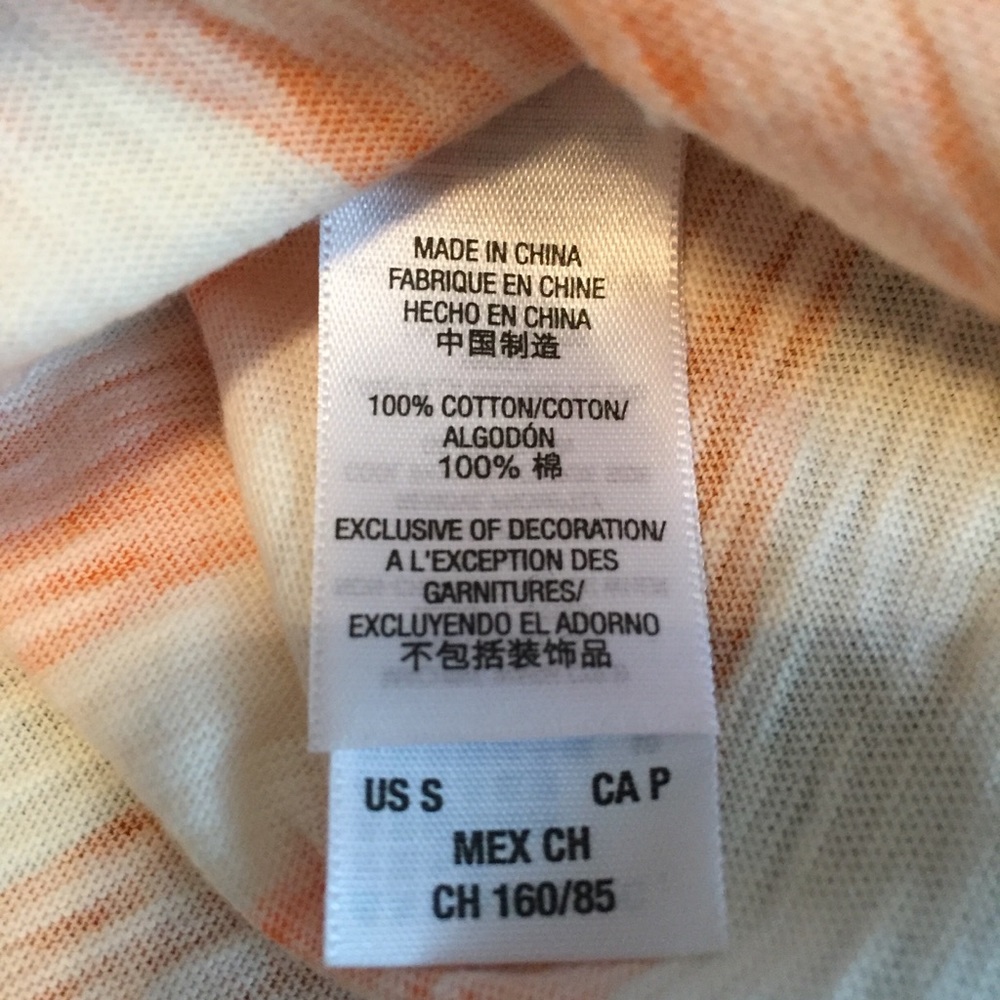 MADE IN CHINA
FABRIQUE EN CHINE
HECHO EN CHINA
中国制造
100% COTTON/COTON/
ALGODÓN
100% 棉
EXCLUSIVE OF DECORATION/
A L'EXCEPTION DES
GARNITURES/
EXCLUYENDO EL ADORNO
不包括装饰品
US S CA P
MEX CH
CH 160/85